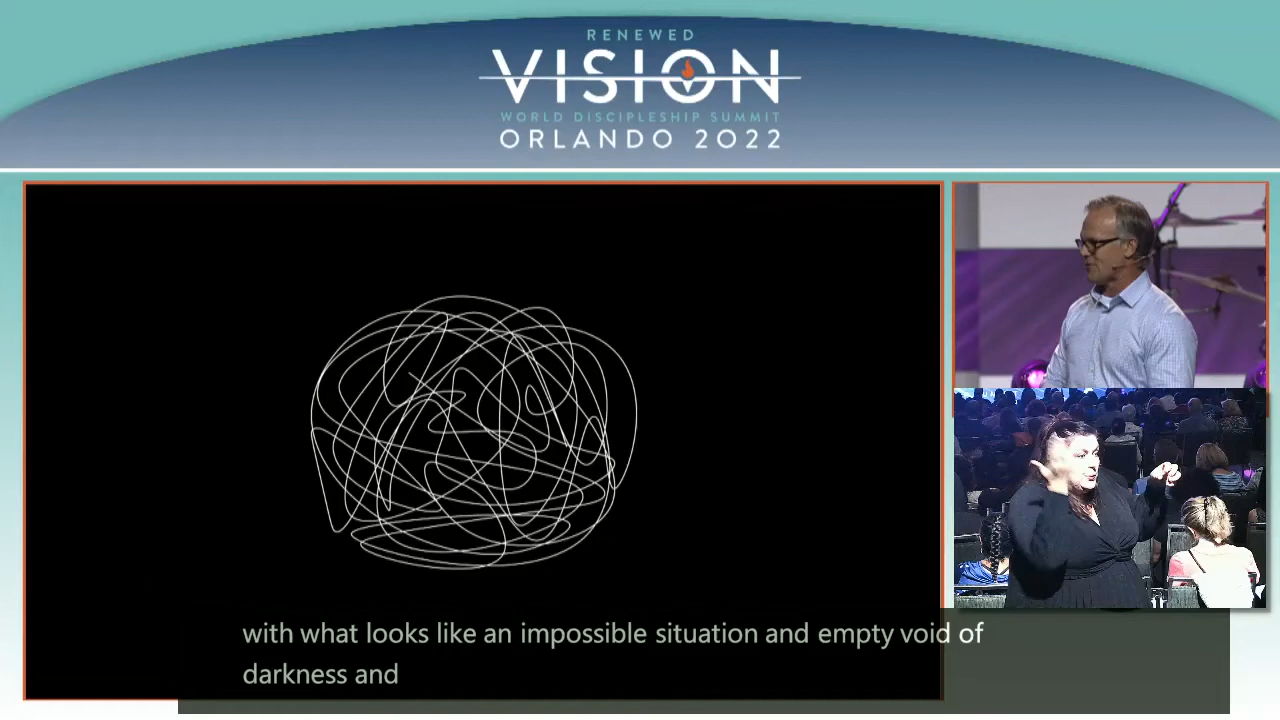 RENEWED
VISION
WORLD DISCIPLESHIP SUMMIT
ORLANDO 2022
with what looks like an impossible situation and empty void of
darkness and